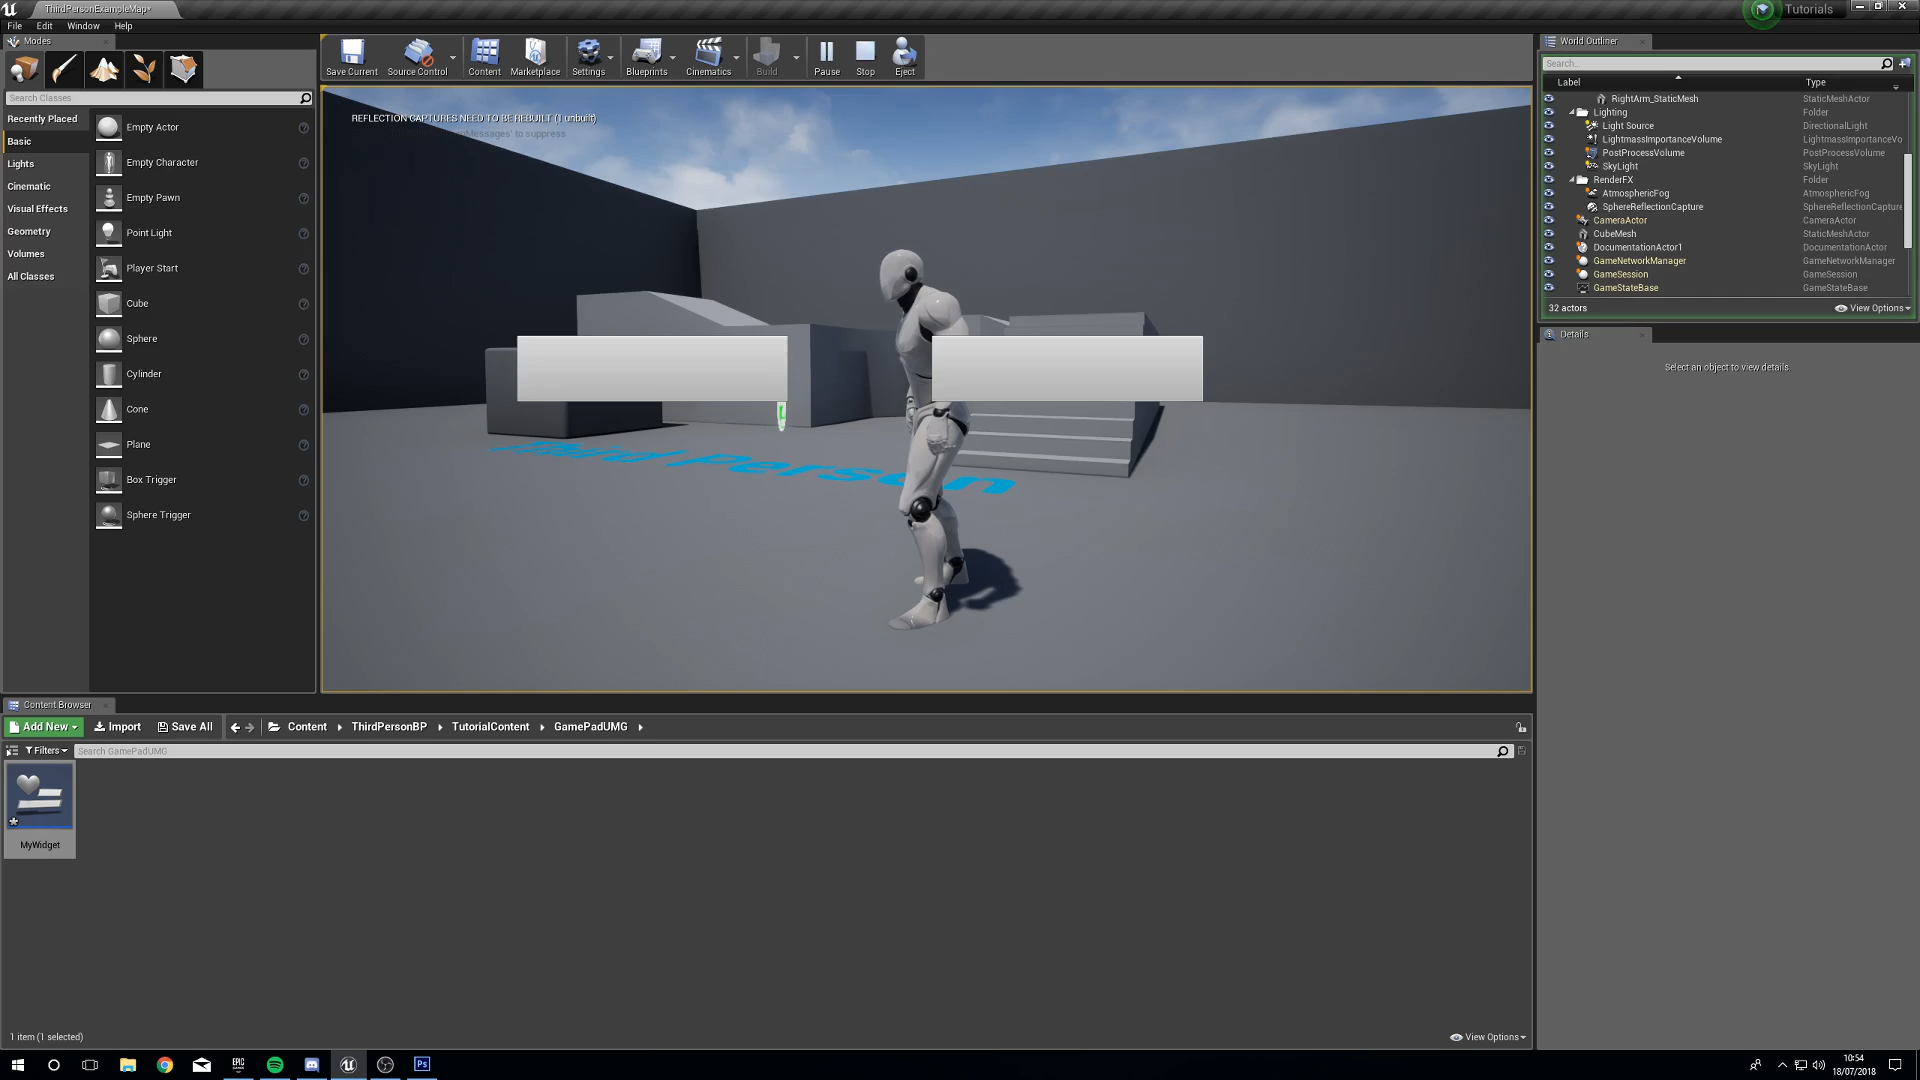 ThirdPersonExampleMap*
Tutorials
File Edit Window Help
Modes
Search Classes
Recently Placed
Basic
Lights
Cinematic
Visual Effects
Geometry
Volumes
All Classes
Empty Actor
Empty Character
Empty Pawn
Point Light
Player Start
Cube
Sphere
Cylinder
Cone
Plane
Box Trigger
Sphere Trigger
Save Current Source Control Content Marketplace Settings Blueprints Cinematics Build Pause Stop Eject
REFLECTION CAPTURES NEED TO BE REBUILT (1 unbuilt)
Messages' to suppress
Third Person
World Outliner
Search...
Label Type
RightArm_StaticMesh StaticMeshActor
Lighting Folder
Light Source DirectionalLight
LightmassImportanceVolume LightmassImportanceVo
PostProcessVolume PostProcessVolume
SkyLight SkyLight
RenderFX Folder
AtmosphericFog AtmosphericFog
SphereReflectionCapture SphereReflectionCapture
CameraActor CameraActor
CubeMesh StaticMeshActor
DocumentationActor1 DocumentationActor
GameNetworkManager GameNetworkManager
GameSession GameSession
GameStateBase GameStateBase
32 actors View Options
Details
Select an object to view details.
Content Browser
Add New Import Save All Content ThirdPersonBP TutorialContent GamePadUMG
Filters Search GamePadUMG
MyWidget
1 item (1 selected) View Options
EPIC
GAMES
Ps
10:54
18/07/2018